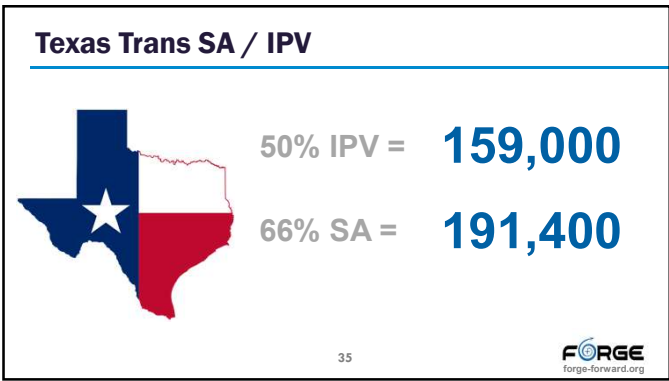 Texas Trans SA / IPV
50% IPV = 159,000
66% SA = 191,400
35
FORGE
forge-forward.org